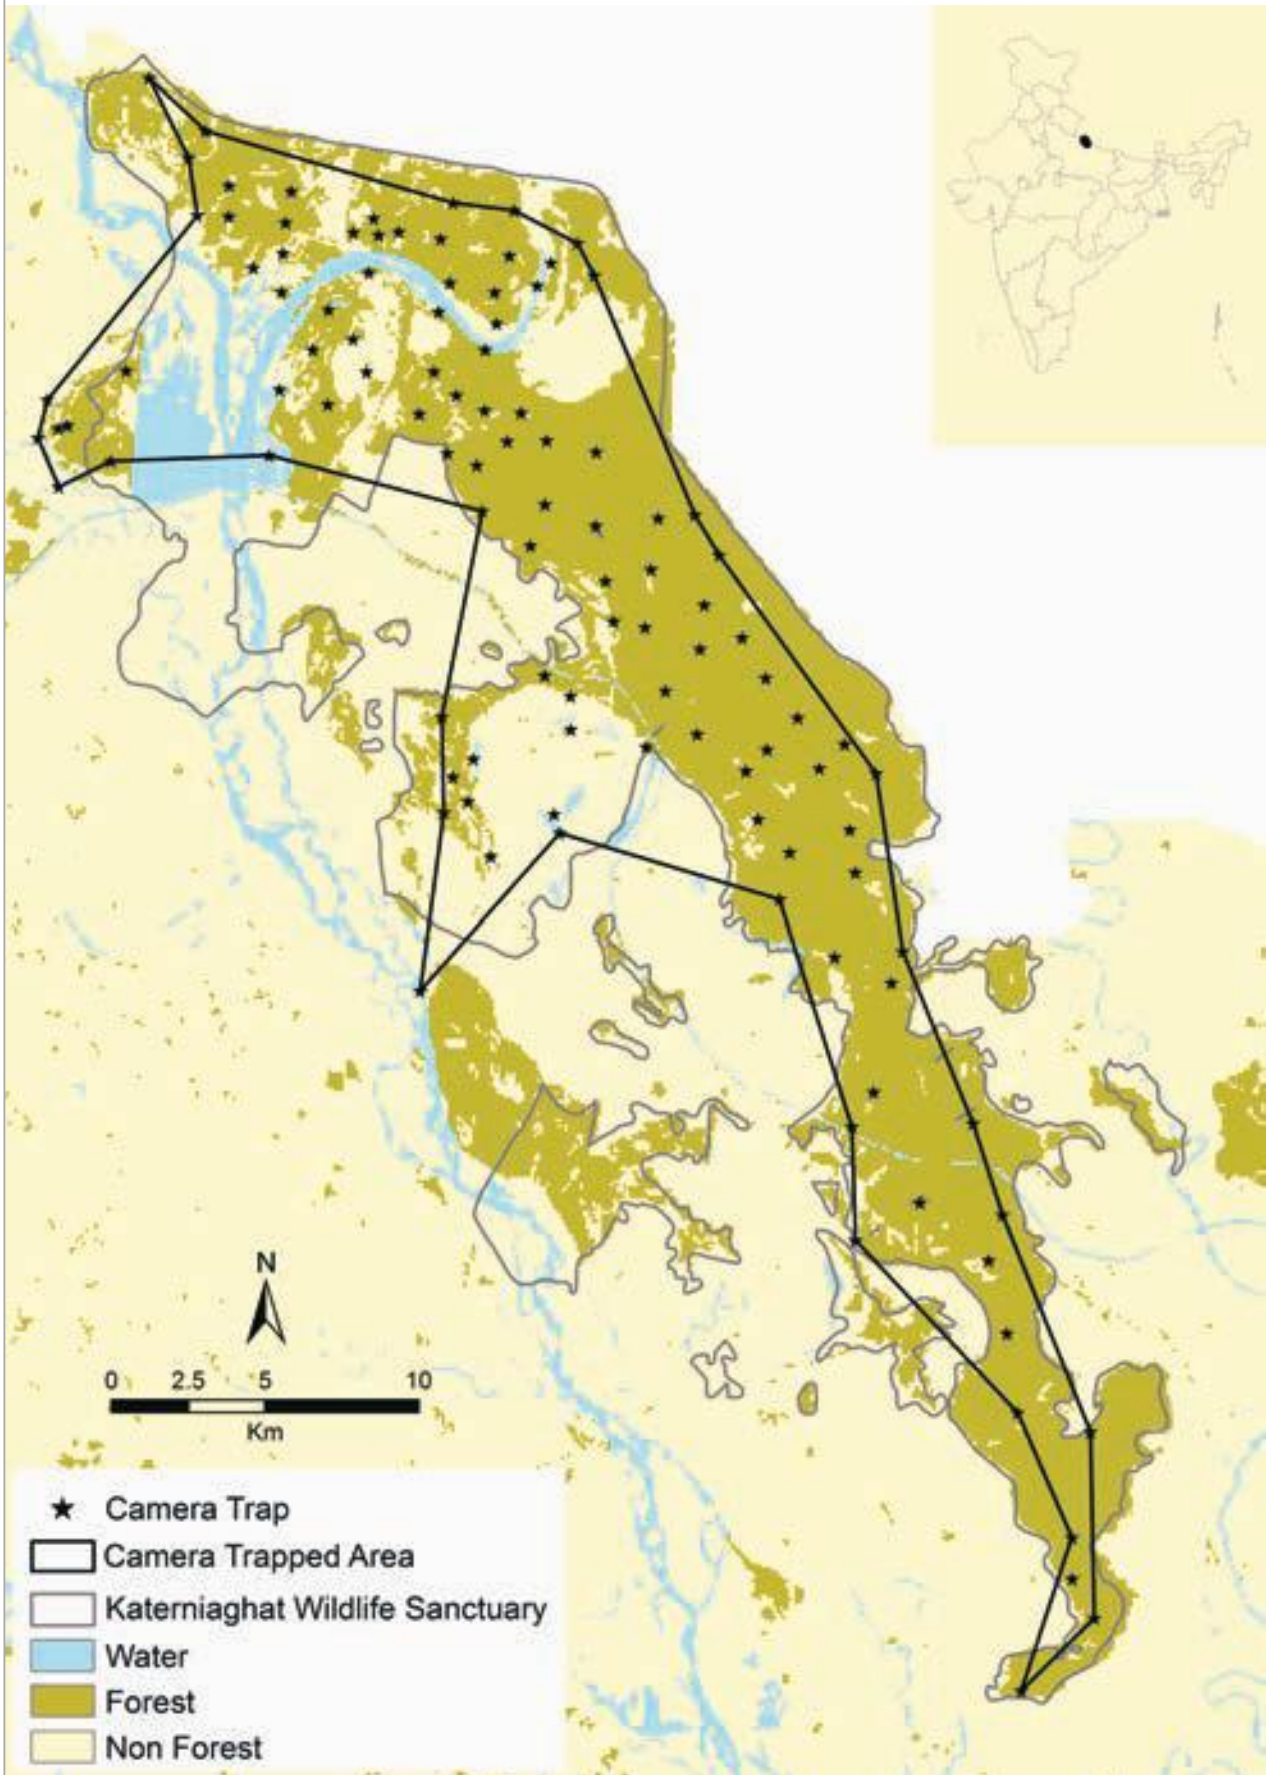 N
0 2.5 5 10
Km
Camera Trap
Camera Trapped Area
Katerniaghat Wildlife Sanctuary
Water
Forest
Non Forest